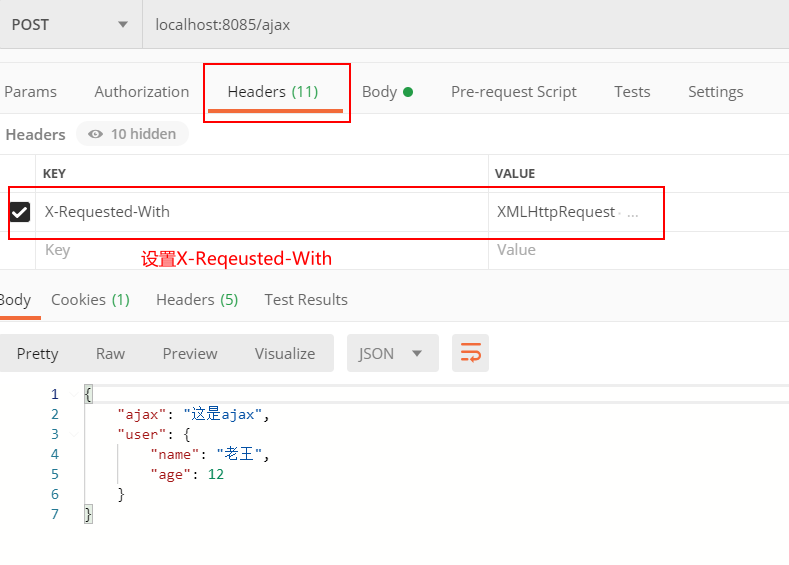 POST localhost:8085/ajax
Params Authorization Headers (11) Body Pre-request Script Tests Settings
Headers 10 hidden
KEY VALUE
X-Requested-With XMLHttpRequest ...
Key Value
设置X-Reqeusted-With
Body Cookies (1) Headers (5) Test Results
Pretty Raw Preview Visualize JSON
1 {
2 "ajax": "这是ajax",
3 "user": {
4 "name": "老王",
5 "age": 12
6 }
7 }